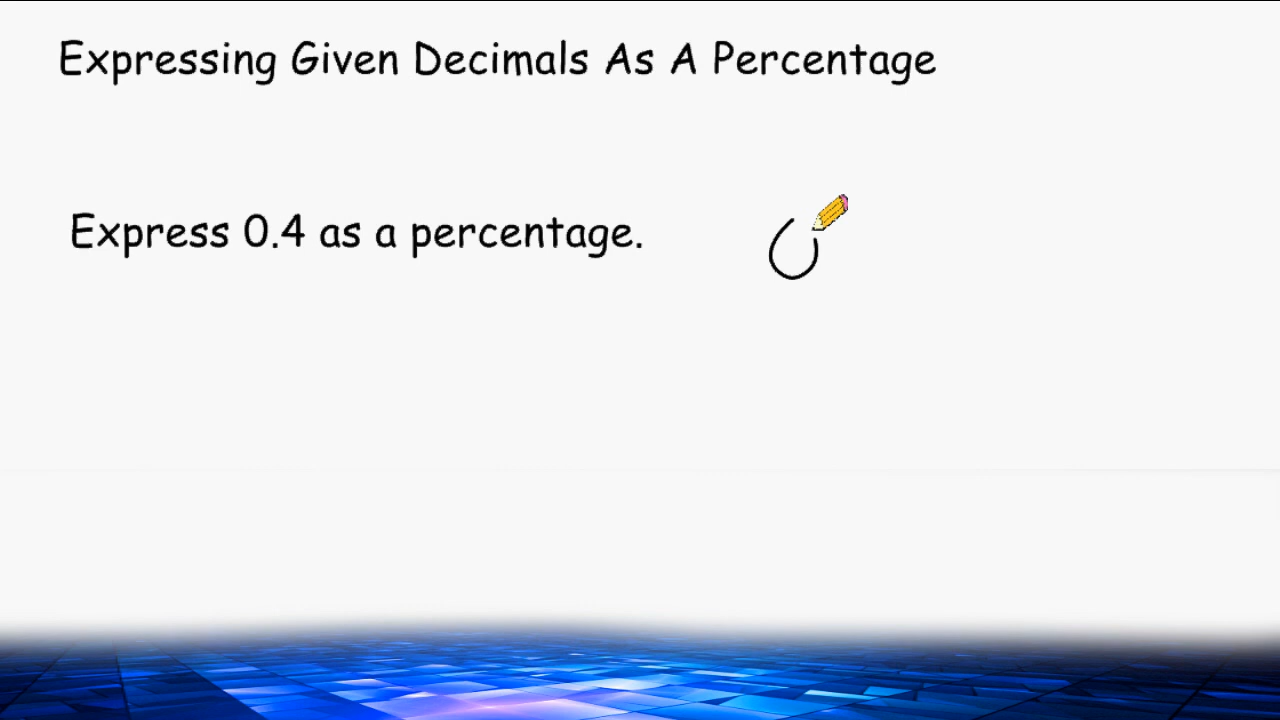 Expressing Given Decimals As A Percentage
Express 0.4 as a percentage.